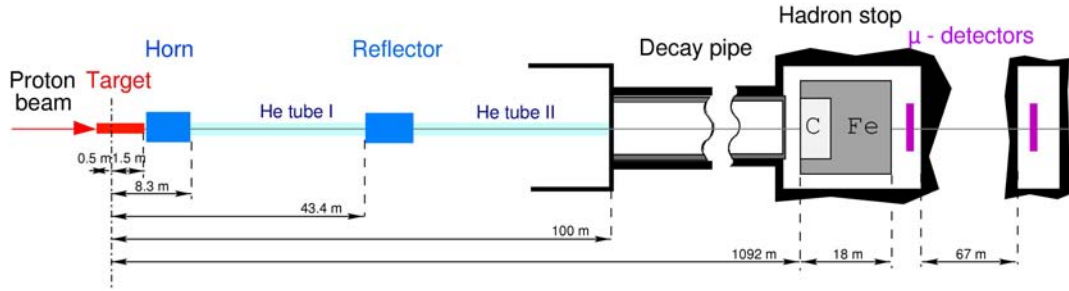 Hadron stop
Horn
Reflector
Decay pipe
μ - detectors
Proton
beam
Target
He tube I
He tube II
C
Fe
0.5 m
1.5 m
8.3 m
43.4 m
100 m
1092 m
18 m
67 m